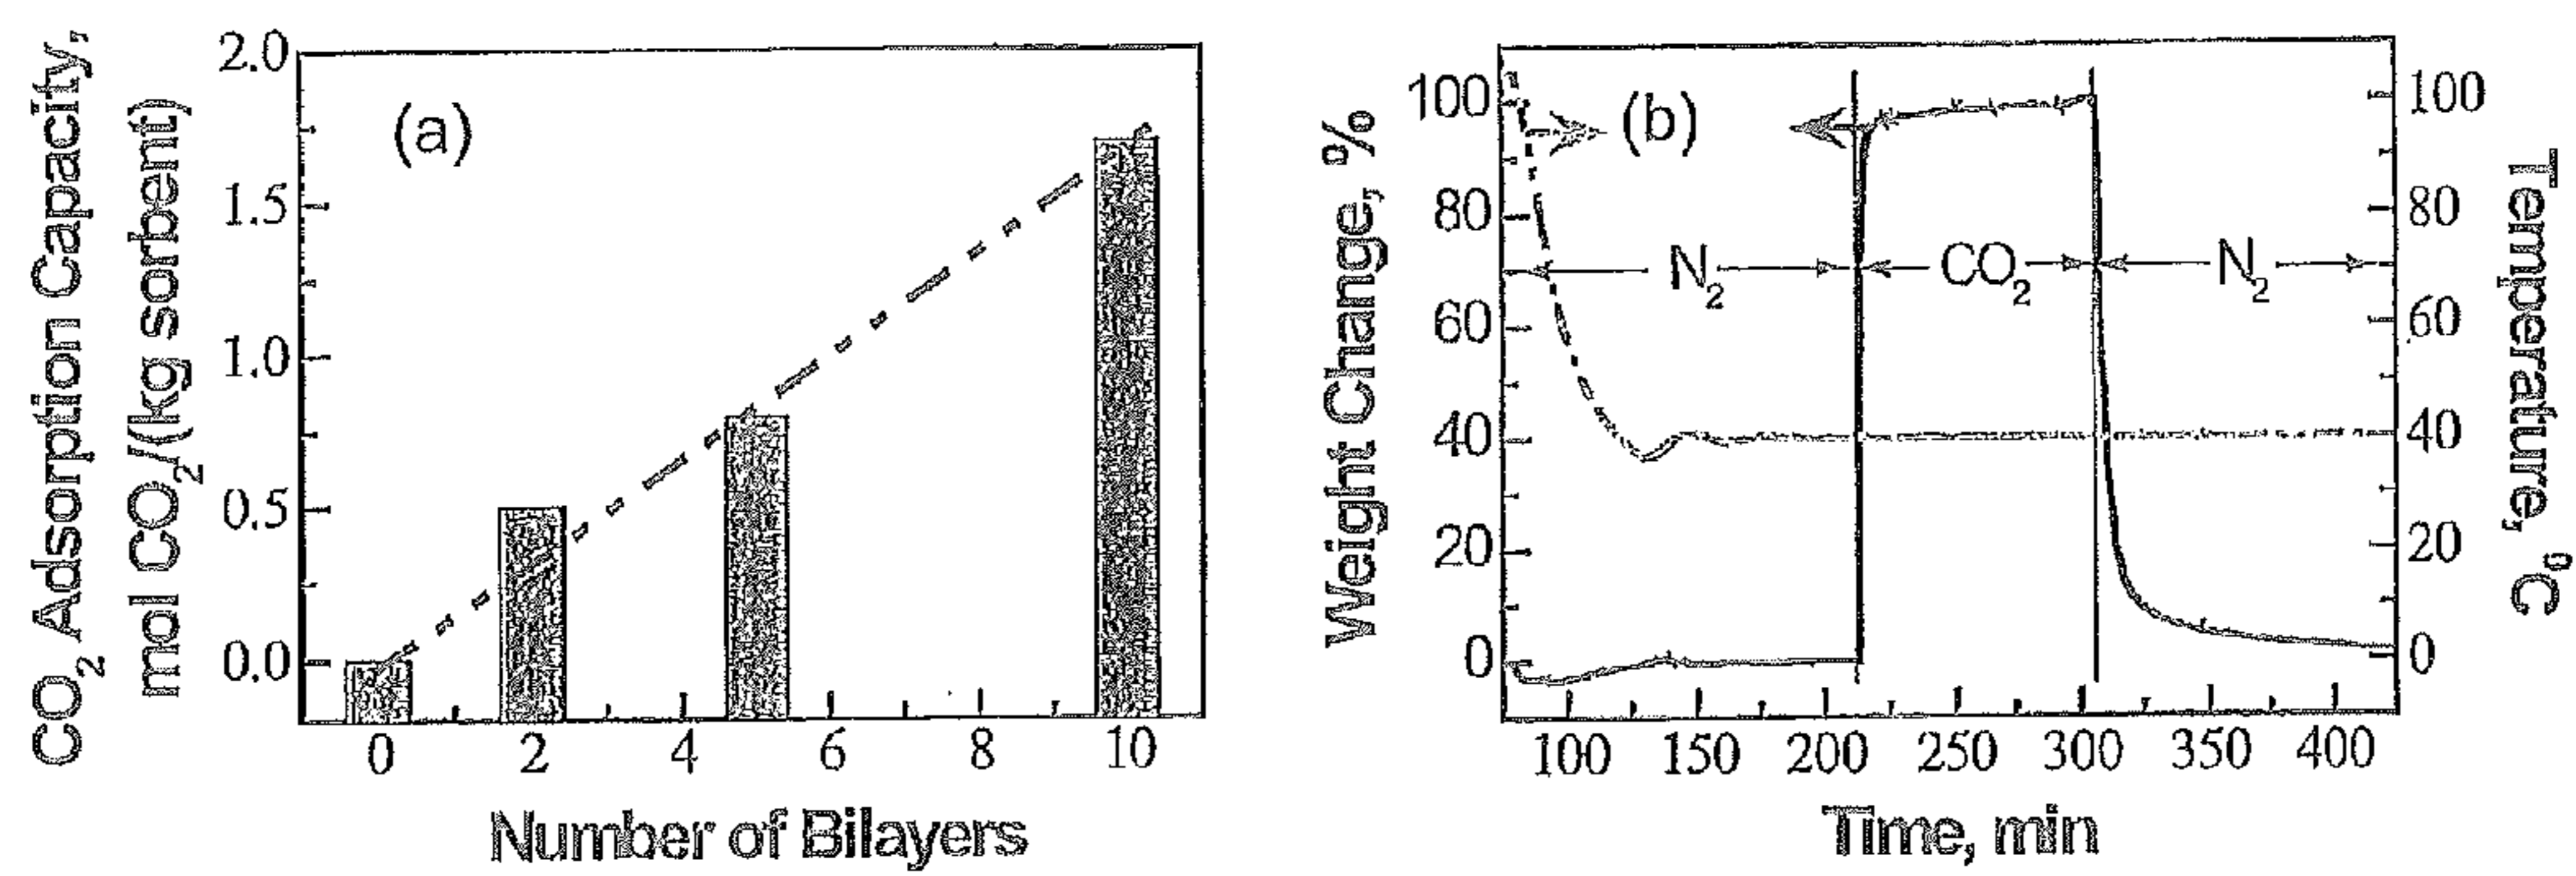 CO2 Adsorption Capacity,
mol CO2/(kg sorbent)
2.0
1.5
1.0
0.5
0.0
(a)
0 2 4 6 8 10
Number of Bilayers
Weight Change, %
100
80
60
40
20
0
(b)
N2 CO2 N2
100
80
60
40
20
0
Temperature, 0C
100 150 200 250 300 350 400
Time, min